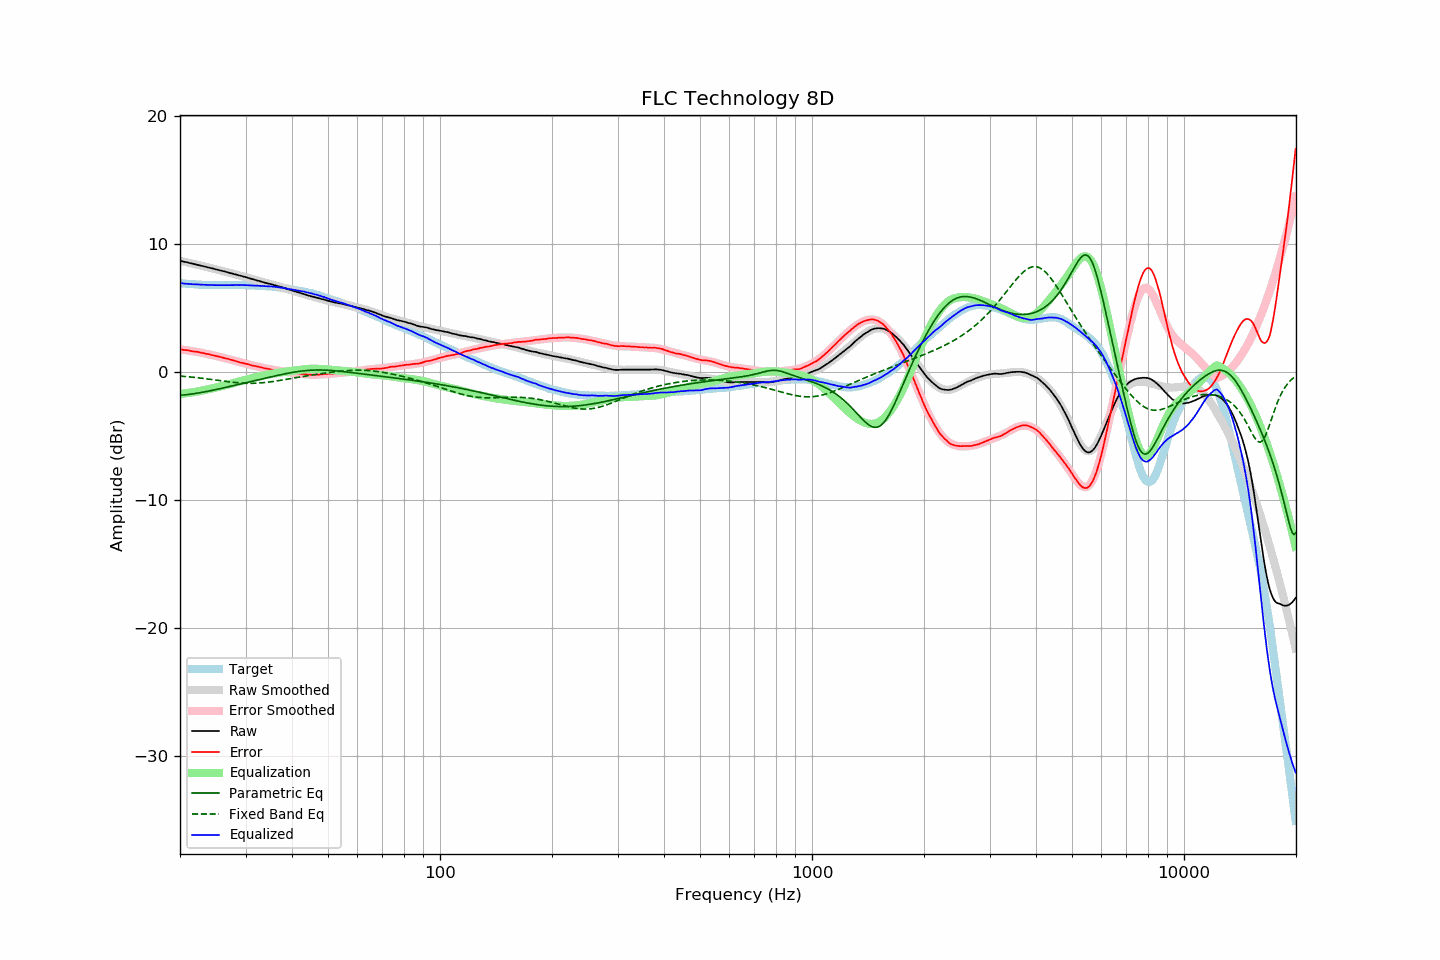 FLC Technology 8D
20
10
0
−10
−20
−30
Amplitude (dBr)
Target
Raw Smoothed
Error Smoothed
Raw
Error
Equalization
Parametric Eq
Fixed Band Eq
Equalized
100
1000
10000
Frequency (Hz)